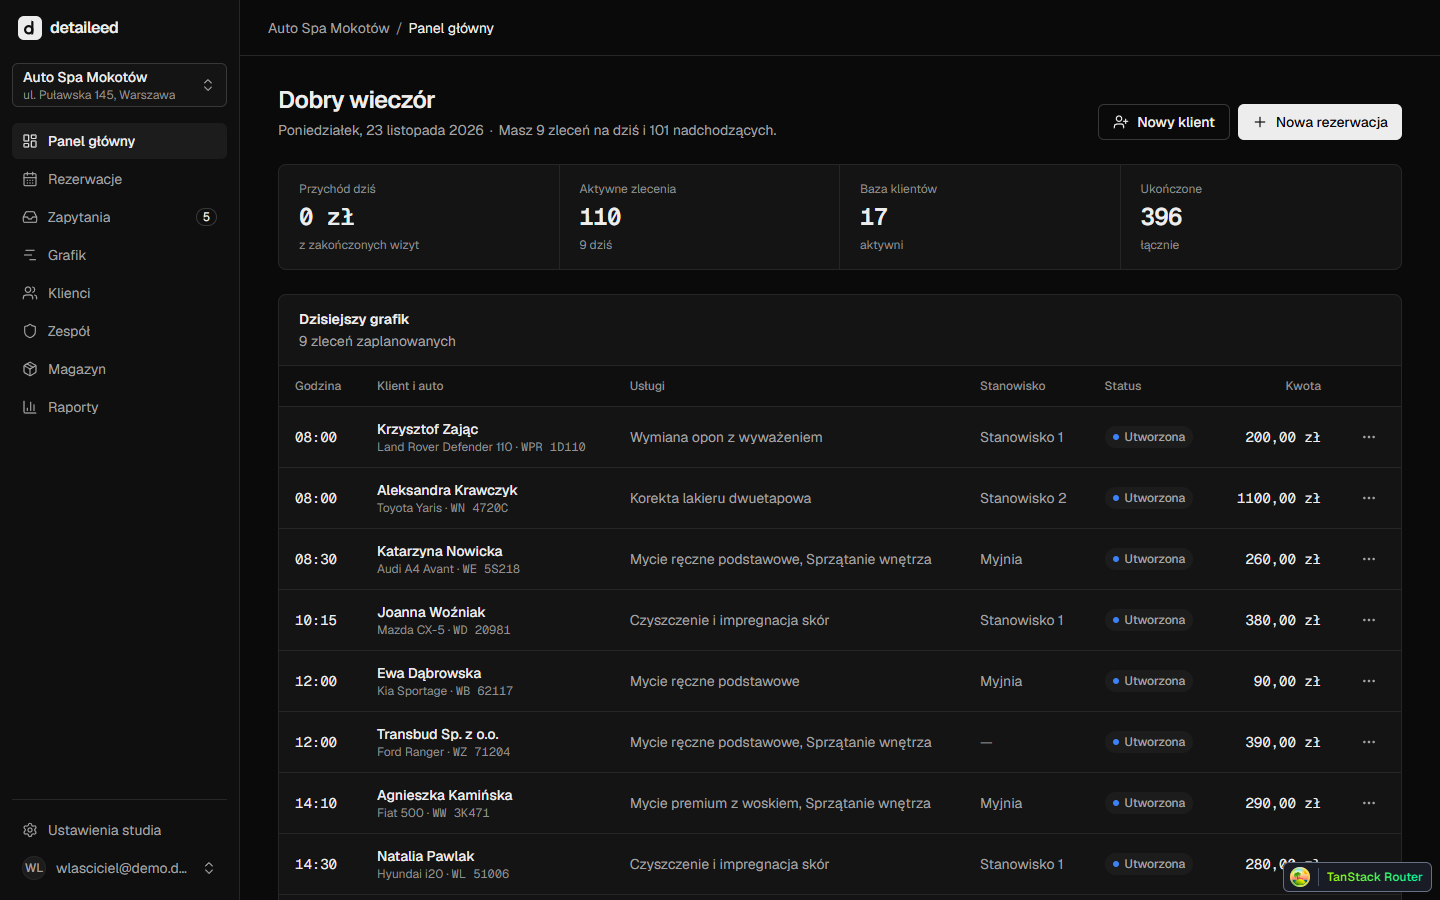 detaileed
Auto Spa Mokotów / Panel główny
Auto Spa Mokotów
ul. Puławska 145, Warszawa
Panel główny
Rezerwacje
Zapytania 5
Grafik
Klienci
Zespół
Magazyn
Raporty
Ustawienia studia
WL wlasciciel@demo.d...
Dobry wieczór
Poniedziałek, 23 listopada 2026 · Masz 9 zleceń na dziś i 101 nadchodzących.
Nowy klient
Nowa rezerwacja
Przychód dziś
0 zł
z zakończonych wizyt
Aktywne zlecenia
110
9 dziś
Baza klientów
17
aktywni
Ukończone
396
łącznie
Dzisiejszy grafik
9 zleceń zaplanowanych
Godzina Klient i auto Usługi Stanowisko Status Kwota
08:00 Krzysztof Zając Wymiana opon z wyważeniem Stanowisko 1 Utworzona 200,00 zł
Land Rover Defender 110 · WPR 1D110
08:00 Aleksandra Krawczyk Korekta lakieru dwuetapowa Stanowisko 2 Utworzona 1100,00 zł
Toyota Yaris · WN 4720C
08:30 Katarzyna Nowicka Mycie ręczne podstawowe, Sprzątanie wnętrza Myjnia Utworzona 260,00 zł
Audi A4 Avant · WE 5S218
10:15 Joanna Woźniak Czyszczenie i impregnacja skór Stanowisko 1 Utworzona 380,00 zł
Mazda CX-5 · WD 20981
12:00 Ewa Dąbrowska Mycie ręczne podstawowe Myjnia Utworzona 90,00 zł
Kia Sportage · WB 62117
12:00 Transbud Sp. z o.o. Mycie ręczne podstawowe, Sprzątanie wnętrza — Utworzona 390,00 zł
Ford Ranger · WZ 71204
14:10 Agnieszka Kamińska Mycie premium z woskiem, Sprzątanie wnętrza Myjnia Utworzona 290,00 zł
Fiat 500 · WW 3K471
14:30 Natalia Pawlak Czyszczenie i impregnacja skór Stanowisko 1 Utworzona 280,00 zł
Hyundai i20 · WL 51006
TanStack Router